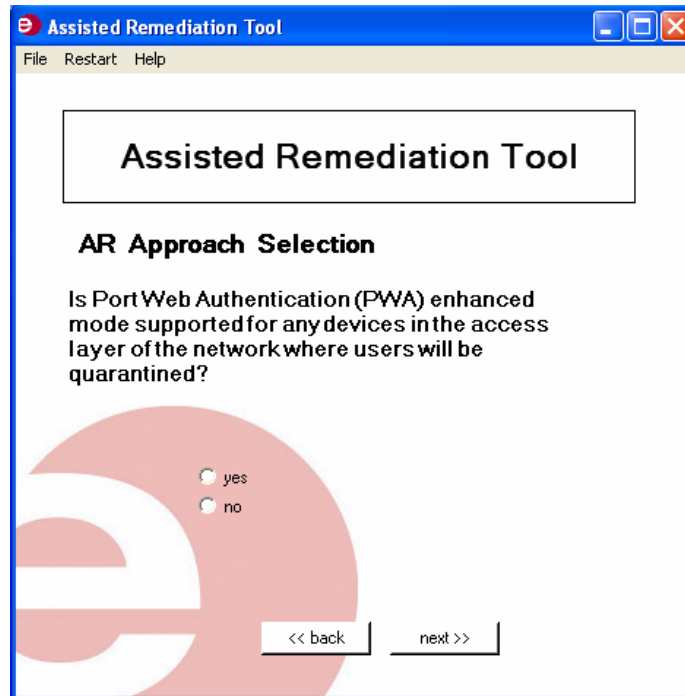 Assisted Remediation Tool
File Restart Help
Assisted Remediation Tool
AR Approach Selection
Is Port Web Authentication (PWA) enhanced
mode supported for any devices in the access
layer of the network where users will be
quarantined?
yes
no
<< back next >>